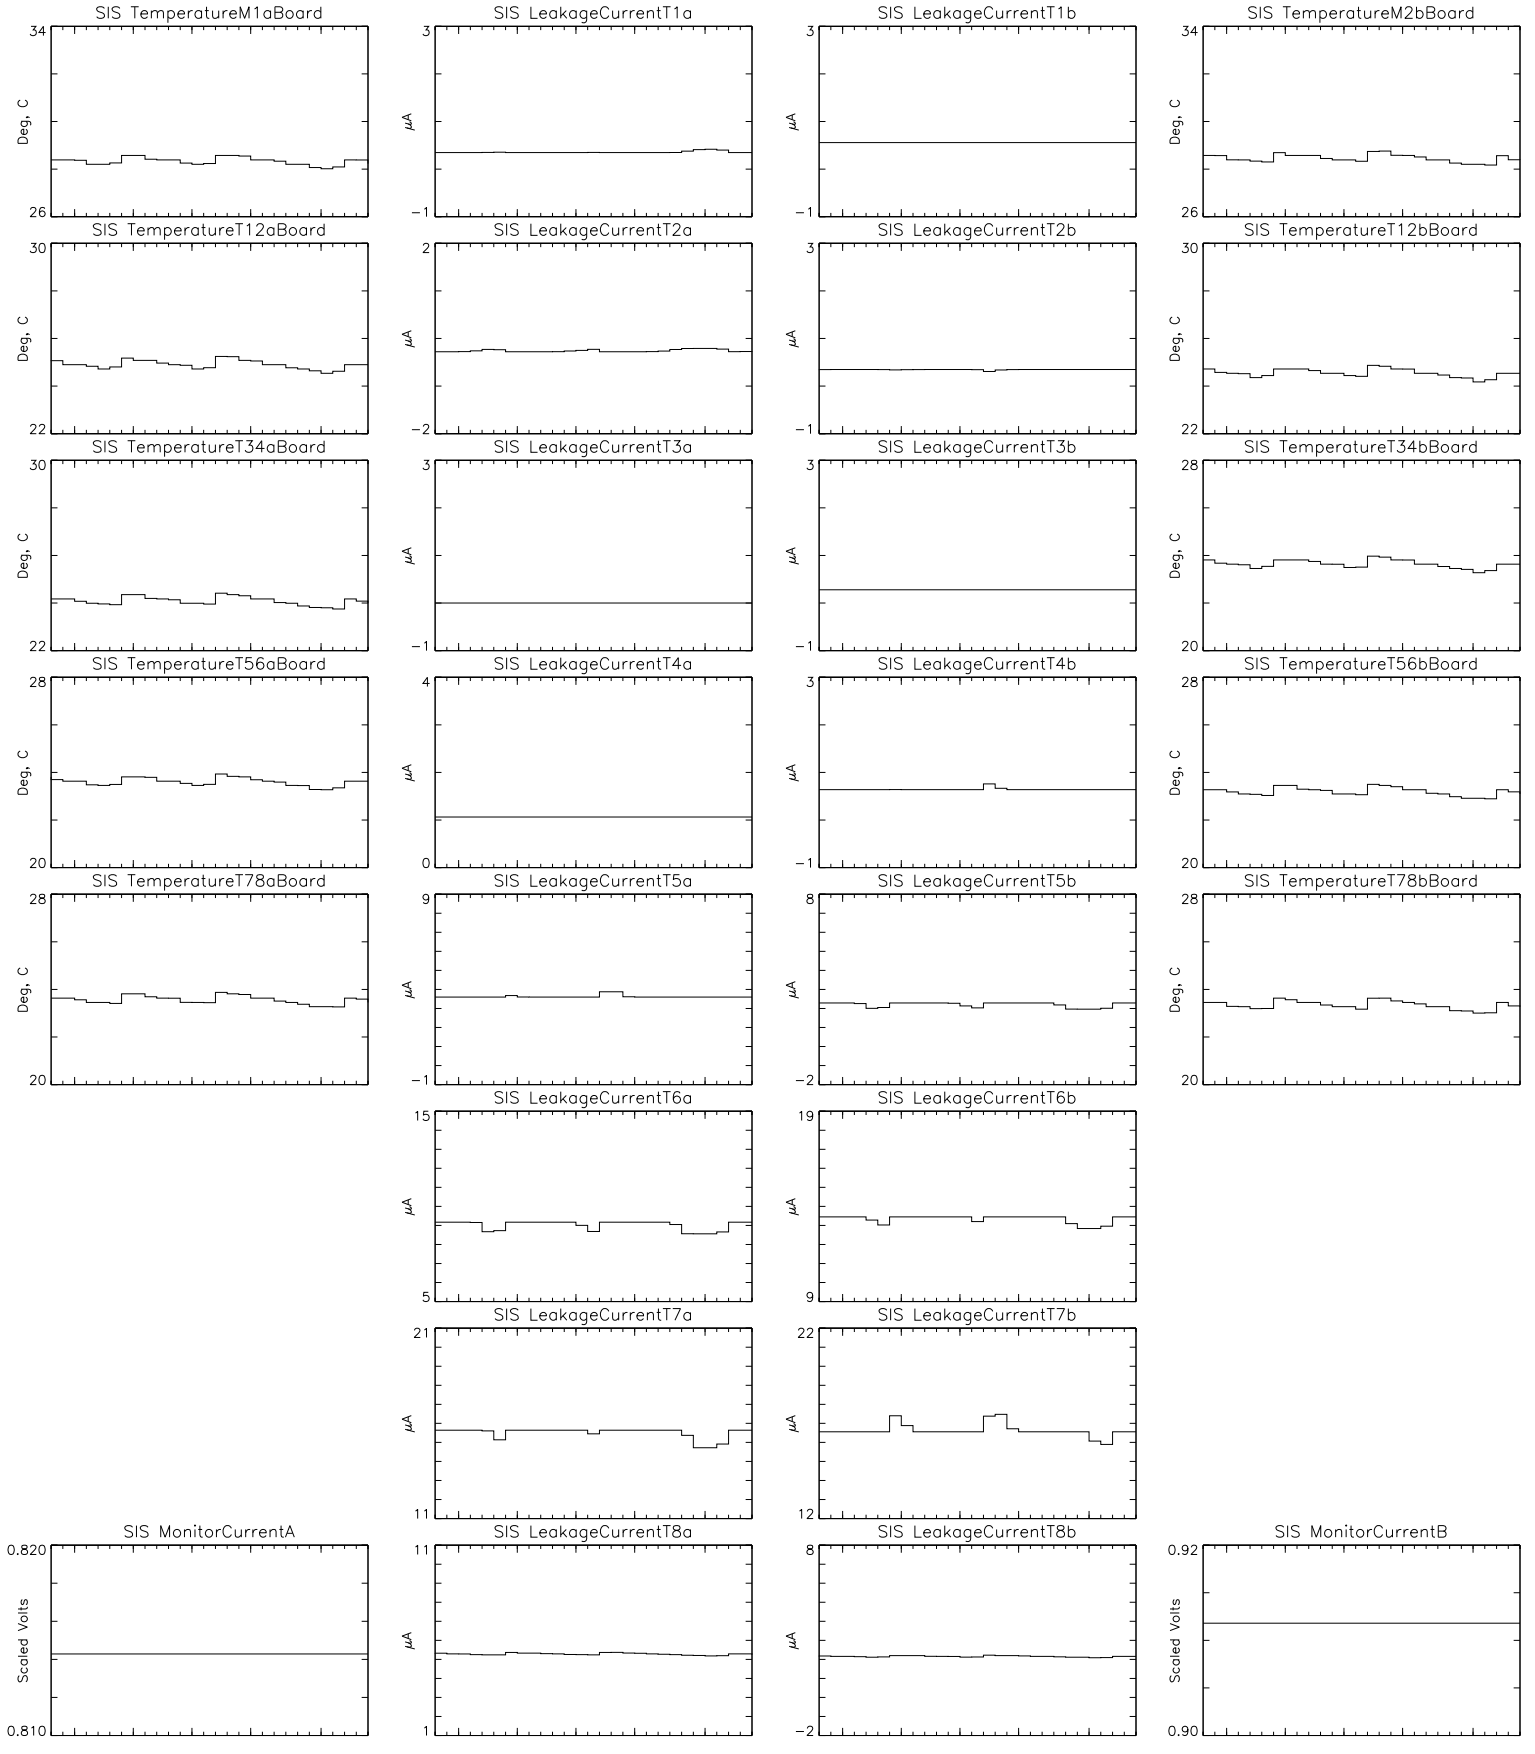 SIS TemperatureM1aBoard
34
Deg, C
26
SIS LeakageCurrentT1a
3
μA
−1
SIS LeakageCurrentT1b
3
μA
−1
SIS TemperatureM2bBoard
34
Deg, C
26
SIS TemperatureT12aBoard
30
Deg, C
22
SIS LeakageCurrentT2a
2
μA
−2
SIS LeakageCurrentT2b
3
μA
−1
SIS TemperatureT12bBoard
30
Deg, C
22
SIS TemperatureT34aBoard
30
Deg, C
22
SIS LeakageCurrentT3a
3
μA
−1
SIS LeakageCurrentT3b
3
μA
−1
SIS TemperatureT34bBoard
28
Deg, C
20
SIS TemperatureT56aBoard
28
Deg, C
20
SIS LeakageCurrentT4a
4
μA
0
SIS LeakageCurrentT4b
3
μA
−1
SIS TemperatureT56bBoard
28
Deg, C
20
SIS TemperatureT78aBoard
28
Deg, C
20
SIS LeakageCurrentT5a
9
μA
−1
SIS LeakageCurrentT5b
8
μA
−2
SIS TemperatureT78bBoard
28
Deg, C
20
SIS LeakageCurrentT6a
15
μA
5
SIS LeakageCurrentT6b
19
μA
9
SIS LeakageCurrentT7a
21
μA
11
SIS LeakageCurrentT7b
22
μA
12
SIS MonitorCurrentA
0.820
Scaled Volts
0.810
SIS LeakageCurrentT8a
11
μA
1
SIS LeakageCurrentT8b
8
μA
−2
SIS MonitorCurrentB
0.92
Scaled Volts
0.90